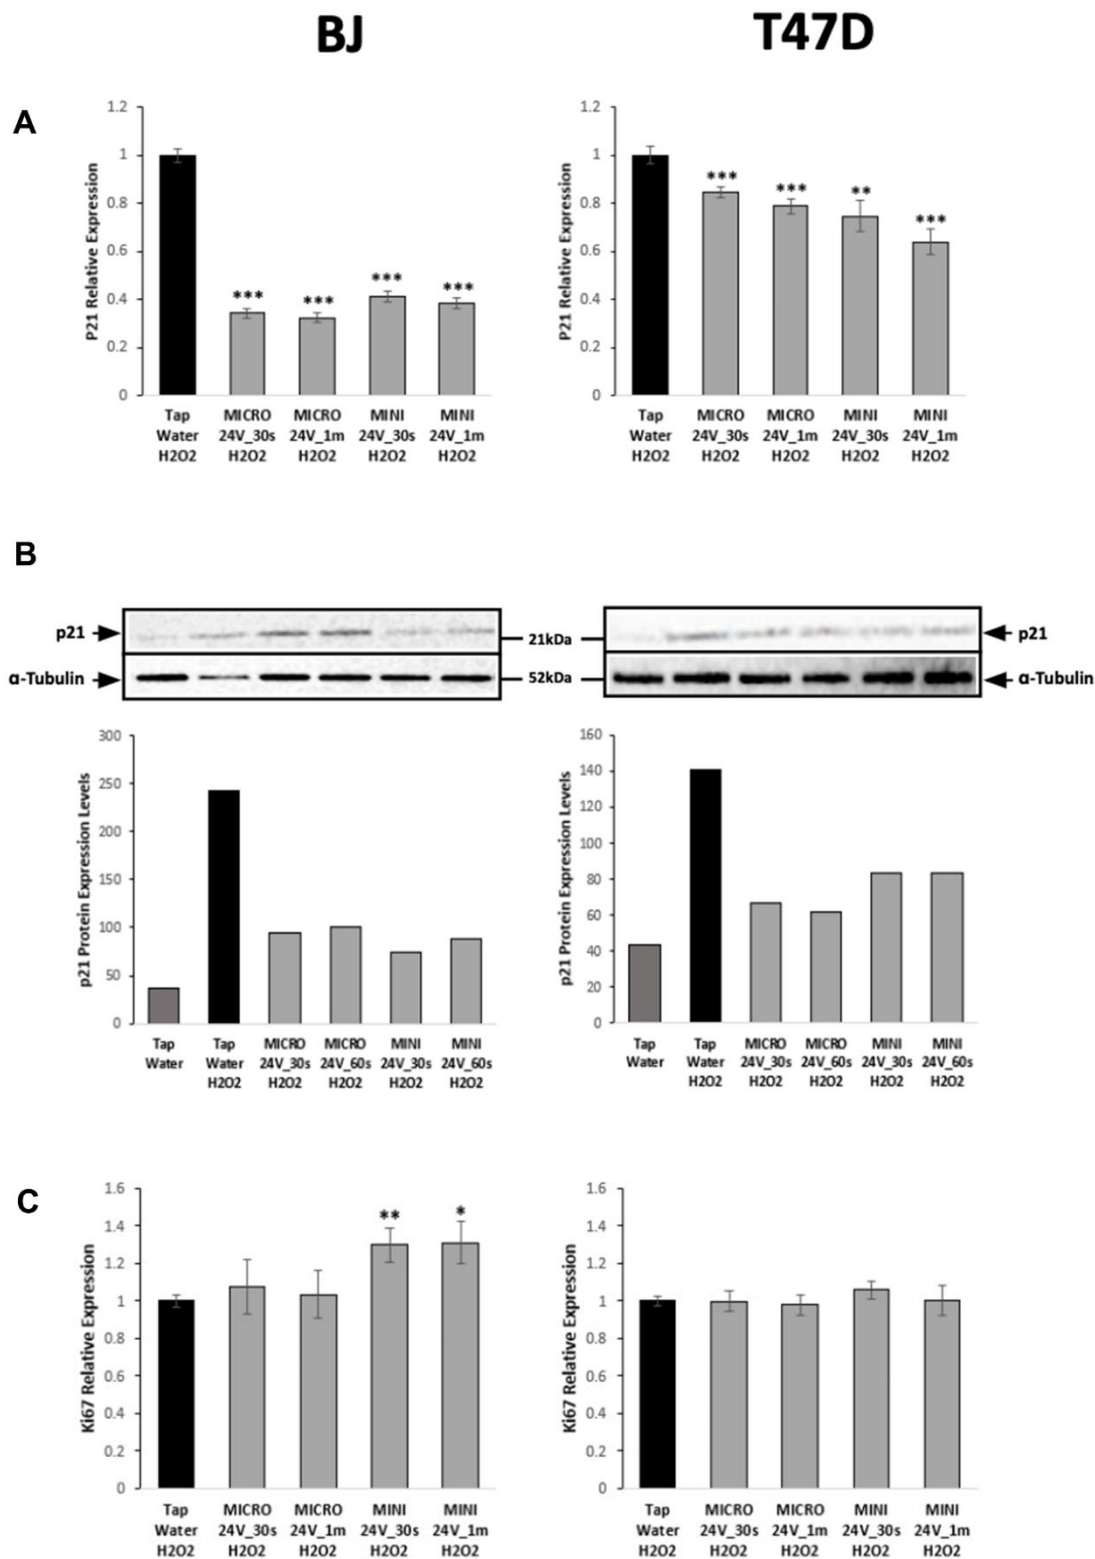 BJ
T47D
A
P21 Relative Expression
1.2
1
0.8
0.6
0.4
0.2
0
***
***
***
***
Tap Water H2O2
MICRO 24V_30s H2O2
MICRO 24V_1m H2O2
MINI 24V_30s H2O2
MINI 24V_1m H2O2
P21 Relative Expression
1.2
1
0.8
0.6
0.4
0.2
0
***
***
**
***
Tap Water H2O2
MICRO 24V_30s H2O2
MICRO 24V_1m H2O2
MINI 24V_30s H2O2
MINI 24V_1m H2O2
B
p21
21kDa
p21
α-Tubulin
52kDa
α-Tubulin
p21 Protein Expression Levels
300
250
200
150
100
50
0
Tap Water
Tap Water H2O2
MICRO 24V_30s H2O2
MICRO 24V_60s H2O2
MINI 24V_30s H2O2
MINI 24V_60s H2O2
p21 Protein Expression Levels
160
140
120
100
80
60
40
20
0
Tap Water
Tap Water H2O2
MICRO 24V_30s H2O2
MICRO 24V_60s H2O2
MINI 24V_30s H2O2
MINI 24V_60s H2O2
C
Ki67 Relative Expression
1.6
1.4
1.2
1
0.8
0.6
0.4
0.2
0
**
*
Tap Water H2O2
MICRO 24V_30s H2O2
MICRO 24V_1m H2O2
MINI 24V_30s H2O2
MINI 24V_1m H2O2
Ki67 Relative Expression
1.6
1.4
1.2
1
0.8
0.6
0.4
0.2
0
Tap Water H2O2
MICRO 24V_30s H2O2
MICRO 24V_1m H2O2
MINI 24V_30s H2O2
MINI 24V_1m H2O2